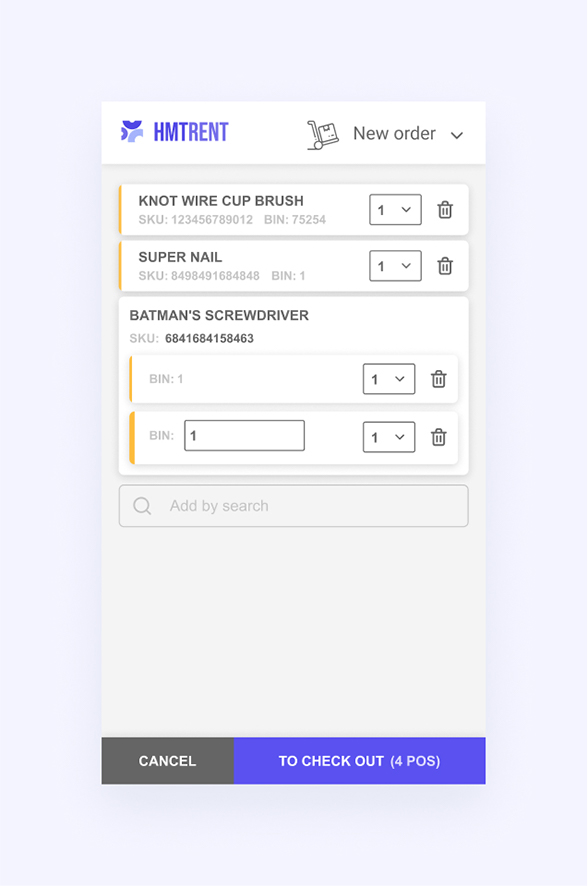 HMTRENT
New order
KNOT WIRE CUP BRUSH
SKU: 123456789012 BIN: 75254
1
SUPER NAIL
SKU: 8498491684848 BIN: 1
1
BATMAN'S SCREWDRIVER
SKU: 6841684158463
BIN: 1
1
BIN: 1
1
Add by search
CANCEL
TO CHECK OUT (4 POS)